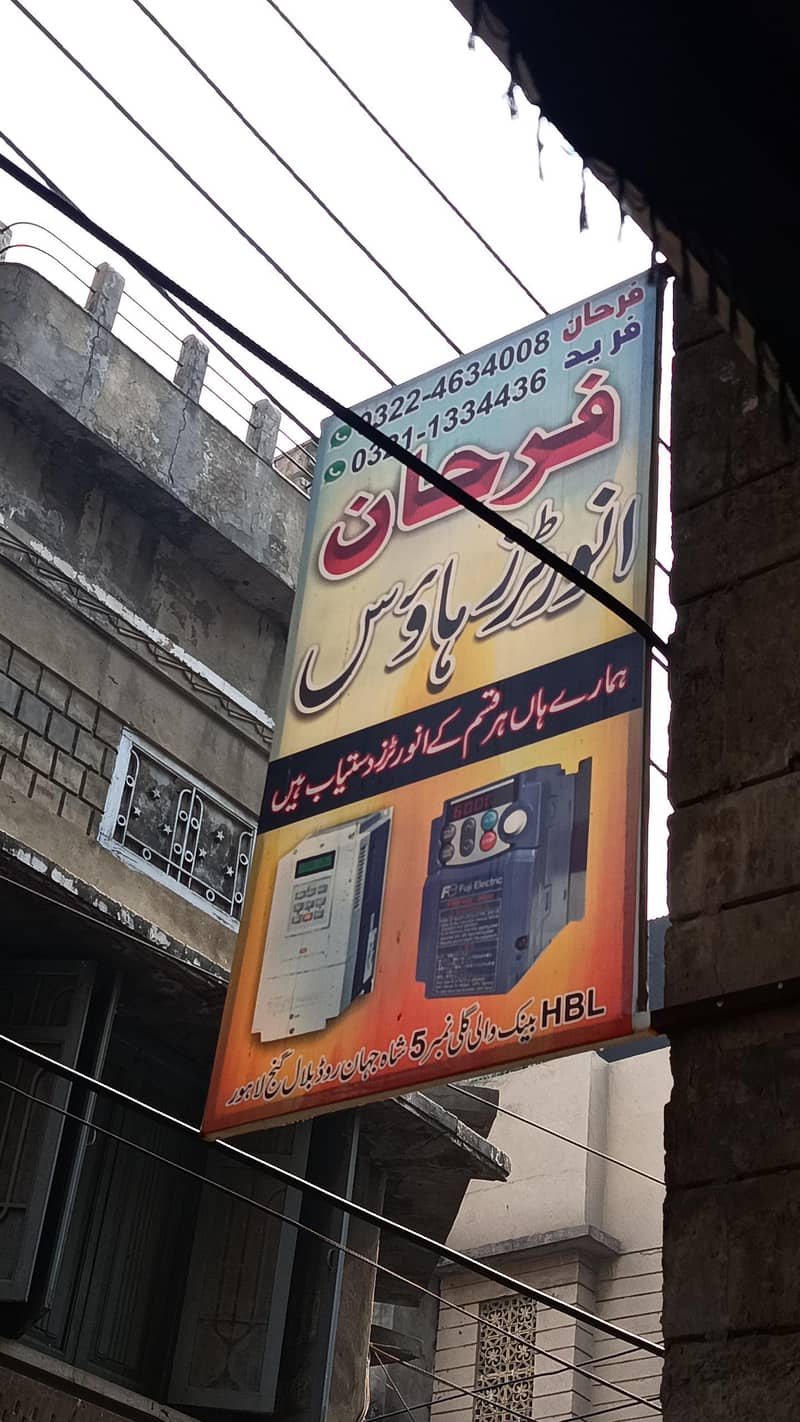 فرحان 0322-4634008
فرید 0321-1334436
فرحان
انورٹرز ہاؤس
ہمارے ہاں ہر قسم کے انورٹرز دستیاب ہیں
6001
Fuji Electric
HBL بینک والی گلی نمبر 5 شاہ جہان روڈ بلال گنج لاہور